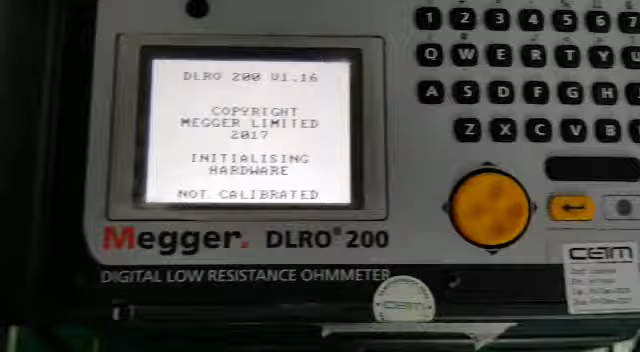 DLRO 200 V1.16
COPYRIGHT
MEGGER LIMITED
2017
INITIALISING
HARDWARE
NOT CALIBRATED
Megger. DLRO® 200
DIGITAL LOW RESISTANCE OHMMETER
1 2 3 4 5 6 7
Q W E R T Y U
A S D F G H
Z X C V B